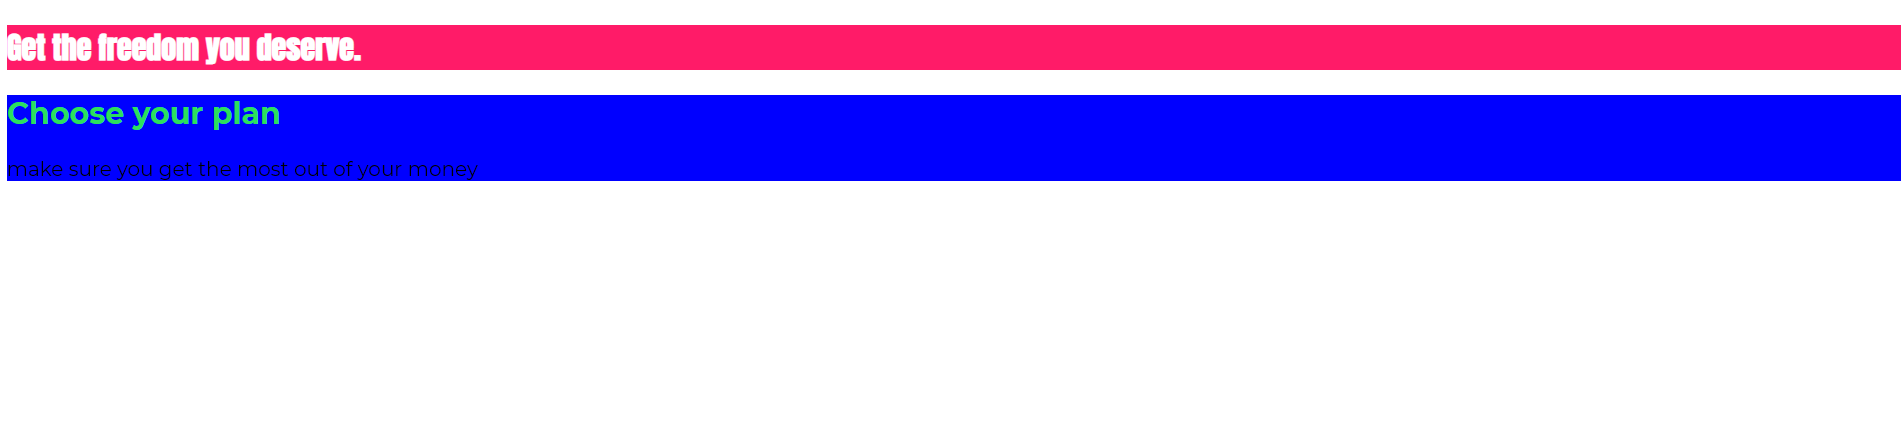 Get the freedom you deserve.
Choose your plan
make sure you get the most out of your money